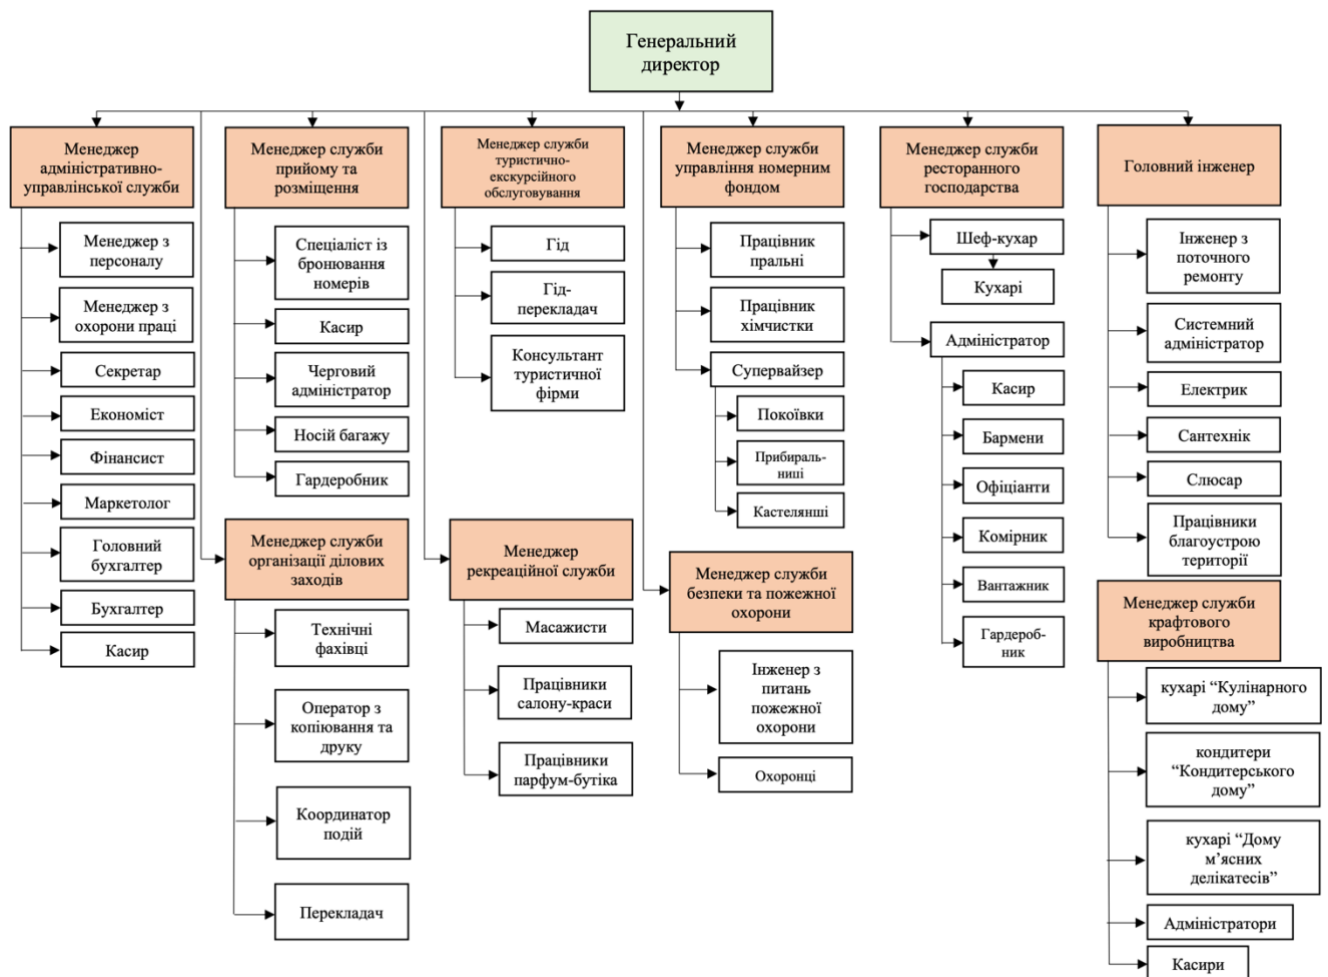 Генеральний
директор
Менеджер
адміністративно-
управлінської служби
Менеджер з
персоналу
Менеджер з
охорони праці
Секретар
Економіст
Фінансист
Маркетолог
Головний
бухгалтер
Бухгалтер
Касир
Менеджер служби
прийому та
розміщення
Спеціаліст із
бронювання
номерів
Касир
Черговий
адміністратор
Носій багажу
Гардеробник
Менеджер служби
організації ділових
заходів
Технічні
фахівці
Оператор з
копіювання та
друку
Координатор
подій
Перекладач
Менеджер служби
туристично-
екскурсійного
обслуговування
Гід
Гід-
перекладач
Консультант
туристичної
фірми
Менеджер
рекреаційної служби
Масажисти
Працівники
салону-краси
Працівники
парфум-бутіка
Менеджер служби
управління номерним
фондом
Працівник
пральні
Працівник
хімчистки
Супервайзер
Покоївки
Прибираль-
ниці
Кастелянші
Менеджер служби
безпеки та пожежної
охорони
Інженер з
питань
пожежної
охорони
Охоронці
Менеджер служби
ресторанного
господарства
Шеф-кухар
Кухарі
Адміністратор
Касир
Бармени
Офіціанти
Комірник
Вантажник
Гардероб-
ник
Головний інженер
Інженер з
поточного
ремонту
Системний
адміністратор
Електрик
Сантехнік
Слюсар
Працівники
благоустрою
території
Менеджер служби
крафтового
виробництва
кухарі “Кулінарного
дому”
кондитери
“Кондитерського
дому”
кухарі “Дому
м’ясних
делікатесів”
Адміністратори
Касири